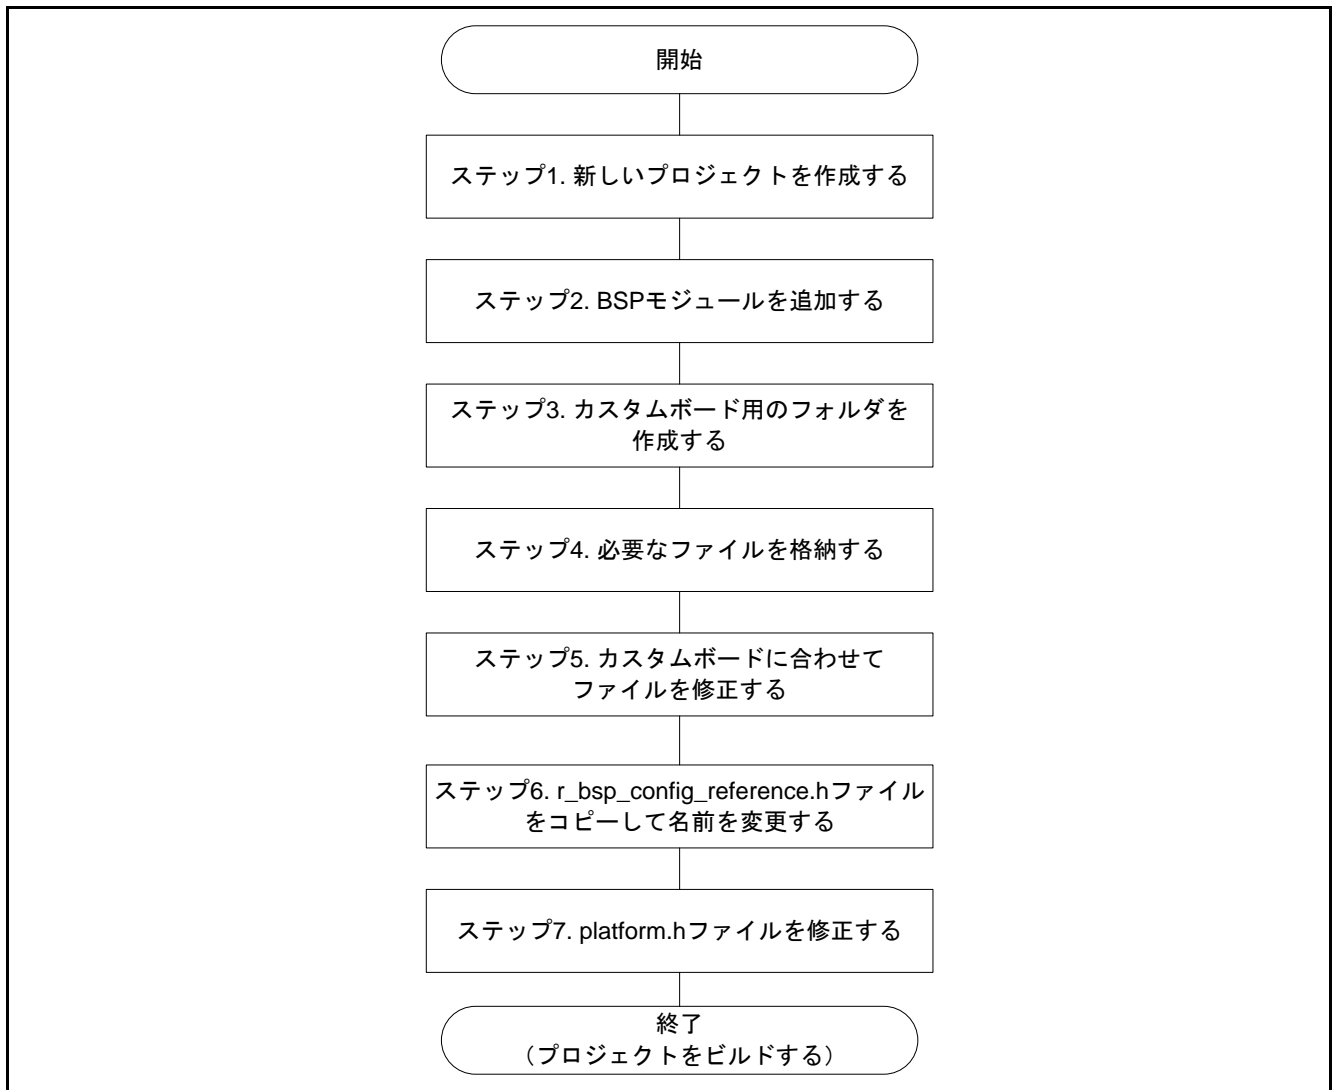 開始
ステップ1. 新しいプロジェクトを作成する
ステップ2. BSPモジュールを追加する
ステップ3. カスタムボード用のフォルダを
作成する
ステップ4. 必要なファイルを格納する
ステップ5. カスタムボードに合わせて
ファイルを修正する
ステップ6. r_bsp_config_reference.hファイル
をコピーして名前を変更する
ステップ7. platform.hファイルを修正する
終了
（プロジェクトをビルドする）